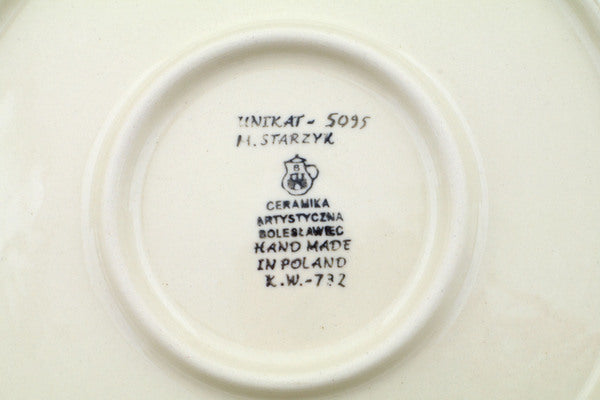 UNIKAT - 5095
M. STARZYK
B
CERAMIKA
ARTYSTYCZNA
BOLESŁAWIEC
HAND MADE
IN POLAND
K.W.-732